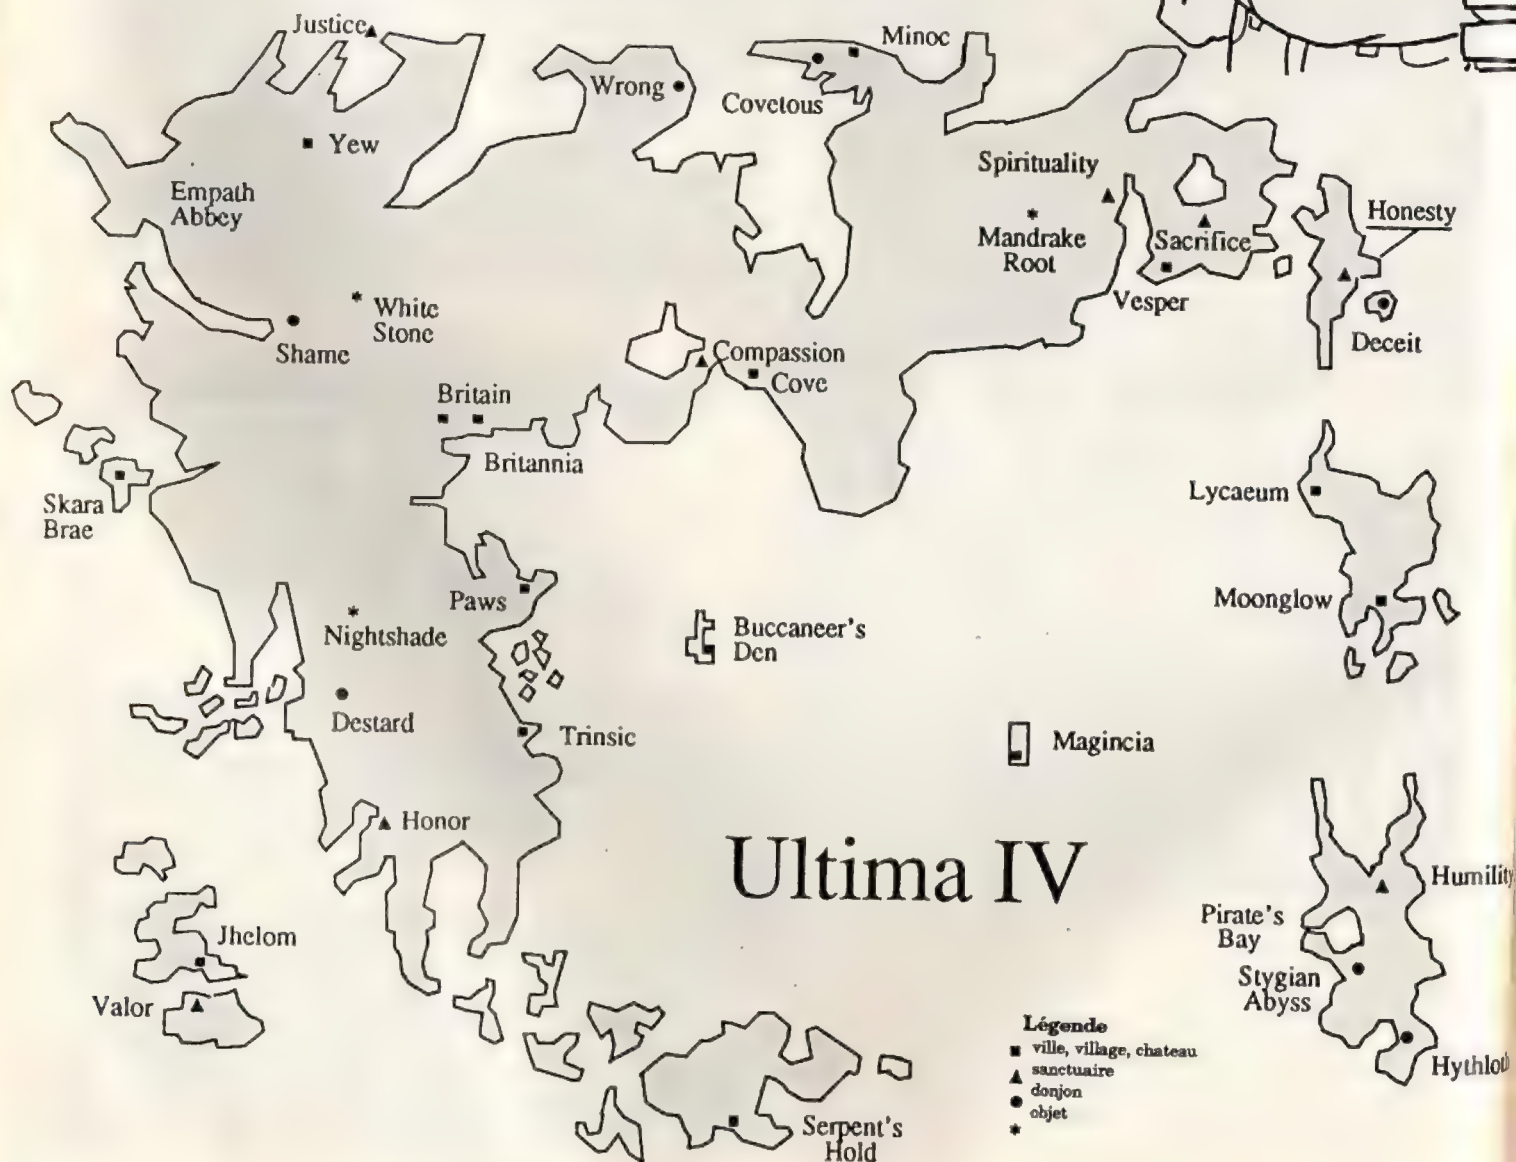 Justice
Minoc
Wrong
Covetous
Yew
Spirituality
Empath
Abbey
Honesty
Mandrake
Root
Sacrifice
White
Stone
Vesper
Shame
Deceit
Compassion
Cove
Britain
Britannia
Lycaeum
Skara
Brae
Paws
Moonglow
Nightshade
Buccaneer's
Den
Destard
Trinsic
Magincia
Honor
Ultima IV
Humility
Pirate's
Bay
Jhelom
Stygian
Abyss
Valor
Légende
ville, village, chateau
sanctuaire
donjon
objet
Hythloth
Serpent's
Hold